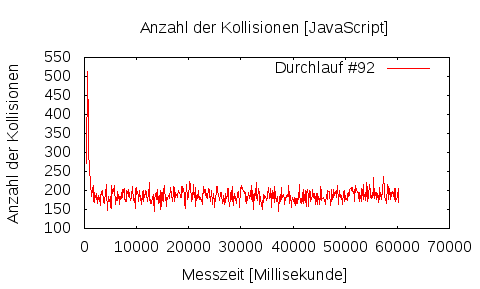 Anzahl der Kollisionen [JavaScript]
Durchlauf #92
Anzahl der Kollisionen
550
500
450
400
350
300
250
200
150
100
0 10000 20000 30000 40000 50000 60000 70000
Messzeit [Millisekunde]